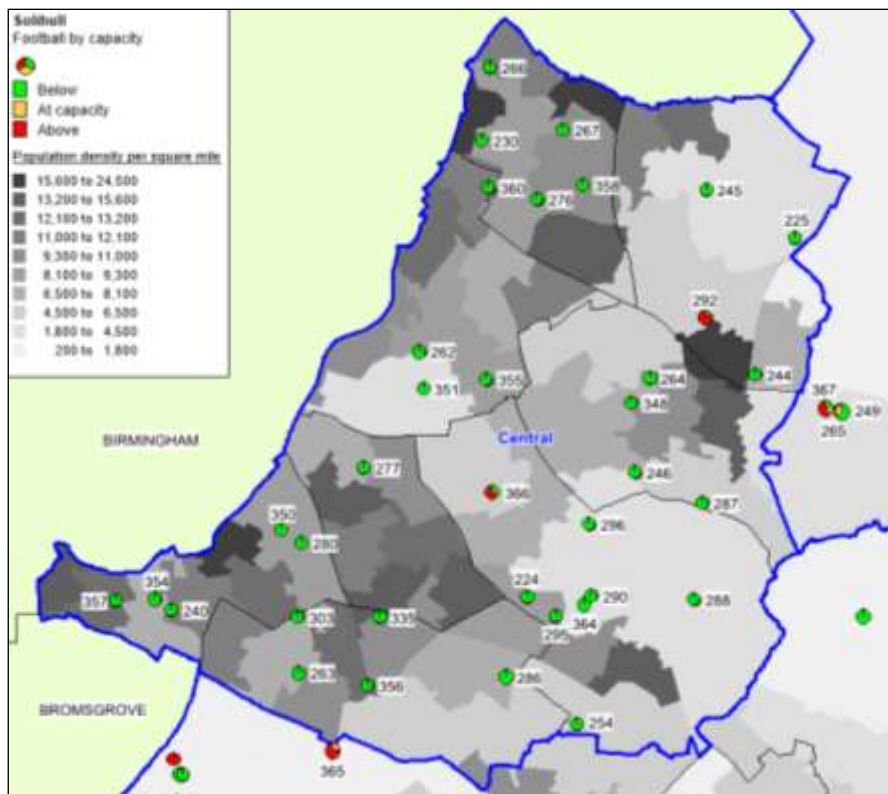 Solihull
Football by capacity
Below
At capacity
Above
Population density per square mile
15,600 to 24,500
13,200 to 15,600
12,100 to 13,200
11,000 to 12,100
9,300 to 11,000
8,100 to 9,300
6,500 to 8,100
4,500 to 6,500
1,800 to 4,500
200 to 1,800
266
267
230
360
358
276
245
225
292
262
355
351
264
244
348
367
249
265
BIRMINGHAM
Central
277
246
366
287
350
296
280
354
357
240
224
290
288
303
335
295
364
263
356
286
BROMSGROVE
254
365